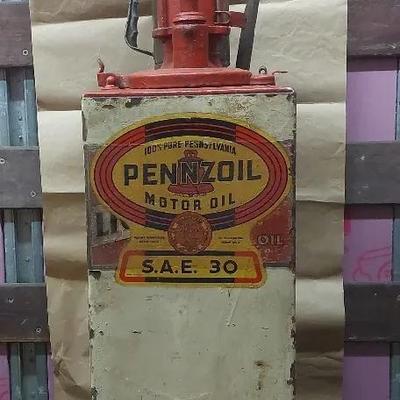 100% PURE PENNSYLVANIA
PENNZOIL
MOTOR OIL
OIL
S.A.E. 30